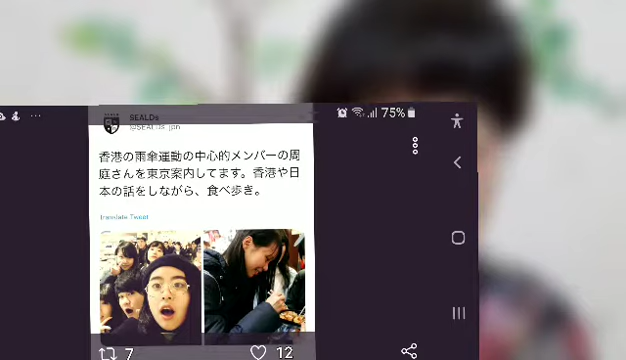 75%
SEALDs
香港の雨傘運動の中心的メンバーの周
庭さんを東京案内してます。香港や日
本の話をしながら、食べ歩き。
Translate Tweet
7
12